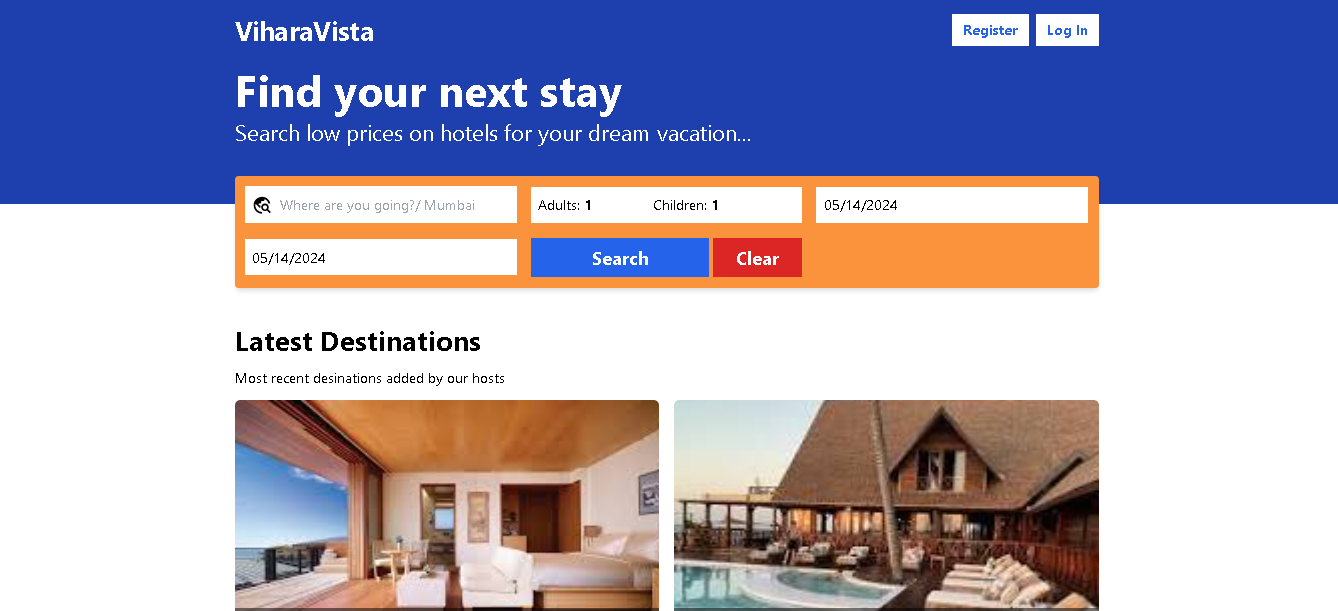 ViharaVista
Register
Log In
Find your next stay
Search low prices on hotels for your dream vacation...
Where are you going?/ Mumbai
Adults: 1
Children: 1
05/14/2024
05/14/2024
Search
Clear
Latest Destinations
Most recent desinations added by our hosts